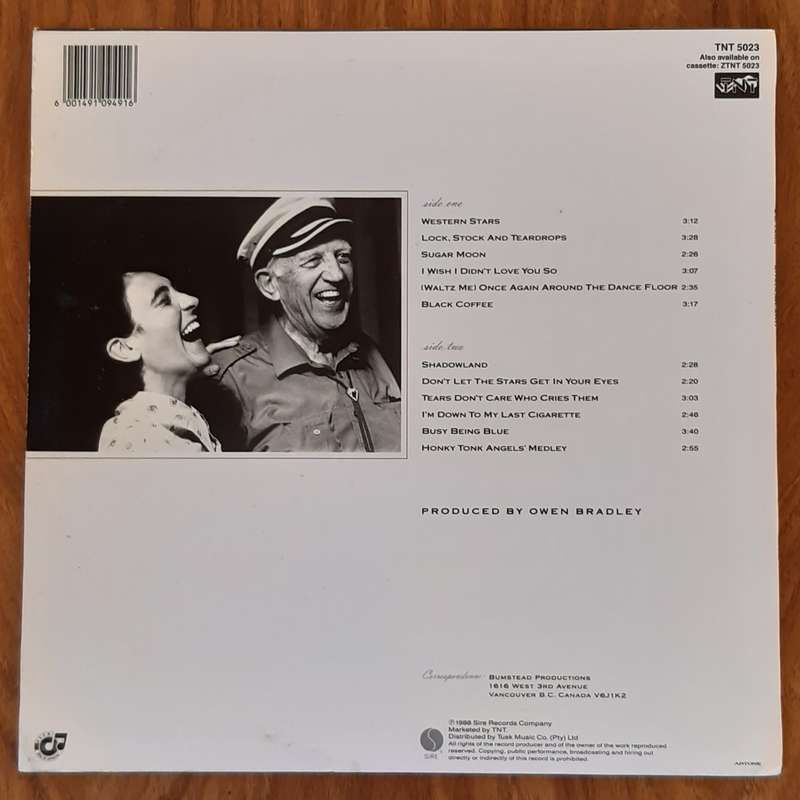 6 001491 094916
TNT 5023
Also available on
cassette: ZTNT 5023
TNT
side one
WESTERN STARS 3:12
LOCK, STOCK AND TEARDROPS 3:28
SUGAR MOON 2:26
I WISH I DIDN'T LOVE YOU SO 3:07
(WALTZ ME) ONCE AGAIN AROUND THE DANCE FLOOR 2:35
BLACK COFFEE 3:17
side two
SHADOWLAND 2:28
DON'T LET THE STARS GET IN YOUR EYES 2:20
TEARS DON'T CARE WHO CRIES THEM 3:03
I'M DOWN TO MY LAST CIGARETTE 2:46
BUSY BEING BLUE 3:40
HONKY TONK ANGELS' MEDLEY 2:55
PRODUCED BY OWEN BRADLEY
Correspondence: BUMSTEAD PRODUCTIONS
1616 WEST 3RD AVENUE
VANCOUVER B.C. CANADA V6J1K2
℗1988 Sire Records Company
Marketed by TNT.
Distributed by Tusk Music Co. (Pty) Ltd
All rights of the record producer and of the owner of the work reproduced
reserved. Copying, public performance, broadcasting and hiring out
directly or indirectly of this record is prohibited.
SIRE